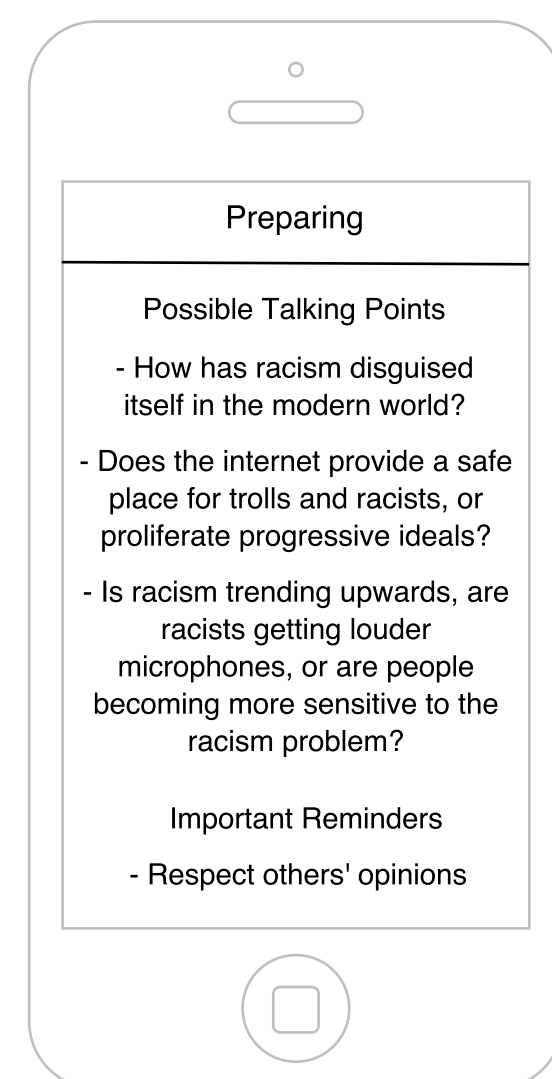 Preparing
Possible Talking Points
- How has racism disguised
itself in the modern world?
- Does the internet provide a safe
place for trolls and racists, or
proliferate progressive ideals?
- Is racism trending upwards, are
racists getting louder
microphones, or are people
becoming more sensitive to the
racism problem?
Important Reminders
- Respect others' opinions